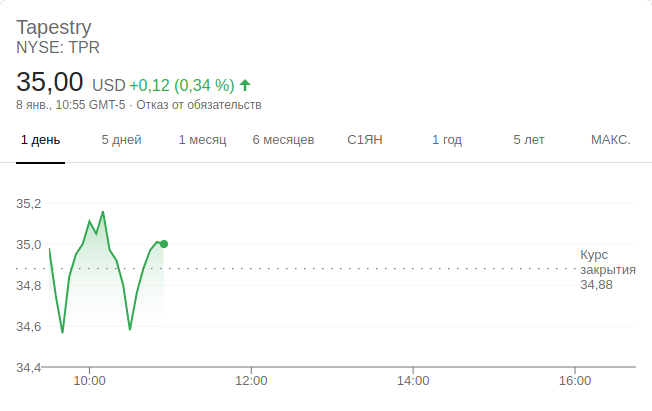 Tapestry
NYSE: TPR
35,00 USD +0,12 (0,34 %)
8 янв., 10:55 GMT-5 · Отказ от обязательств
1 день 5 дней 1 месяц 6 месяцев С1ЯН 1 год 5 лет МАКС.
35,2
35,0
Курс
закрытия
34,88
34,8
34,6
34,4
10:00 12:00 14:00 16:00